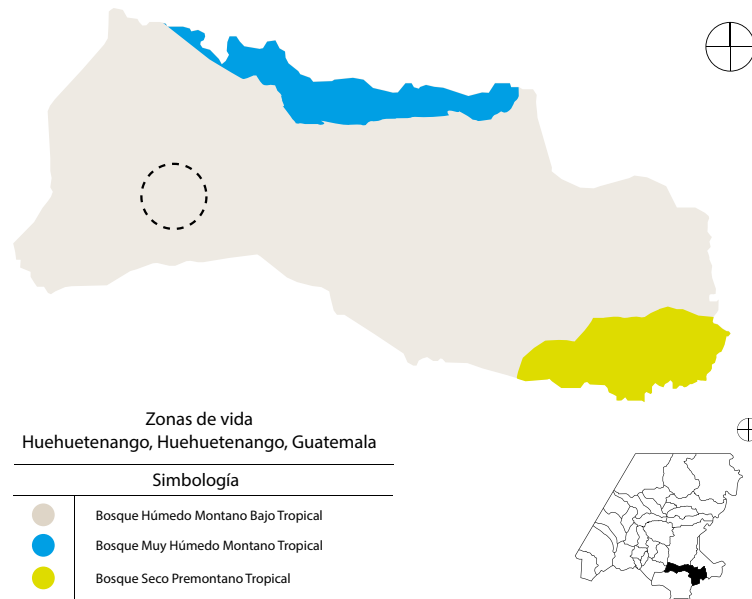 Zonas de vida
Huehuetenango, Huehuetenango, Guatemala
Simbología
Bosque Húmedo Montano Bajo Tropical
Bosque Muy Húmedo Montano Tropical
Bosque Seco Premontano Tropical